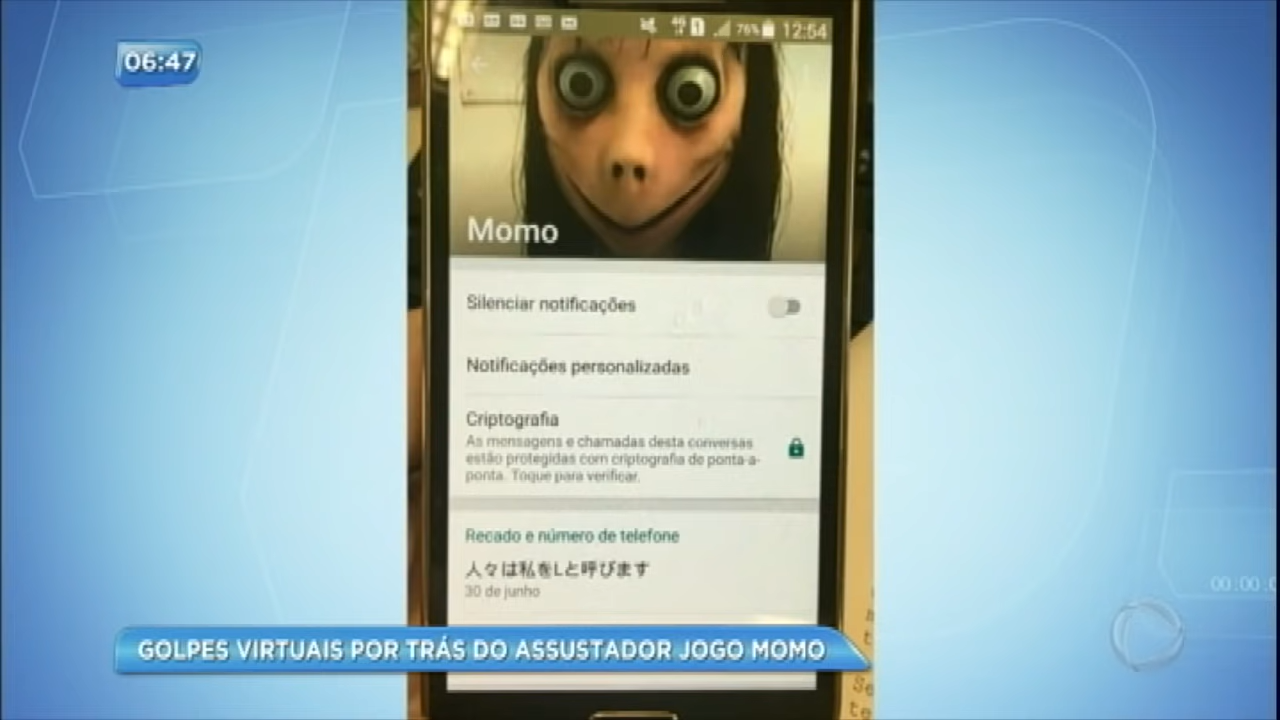 06:47
76% 12:54
Momo
Silenciar notificações
Notificações personalizadas
Criptografia
As mensagens e chamadas desta conversas
estão protegidas com criptografia de ponta-a-
ponta. Toque para verificar.
Recado e número de telefone
人々は私をLと呼びます
30 de junho
GOLPES VIRTUAIS POR TRÁS DO ASSUSTADOR JOGO MOMO